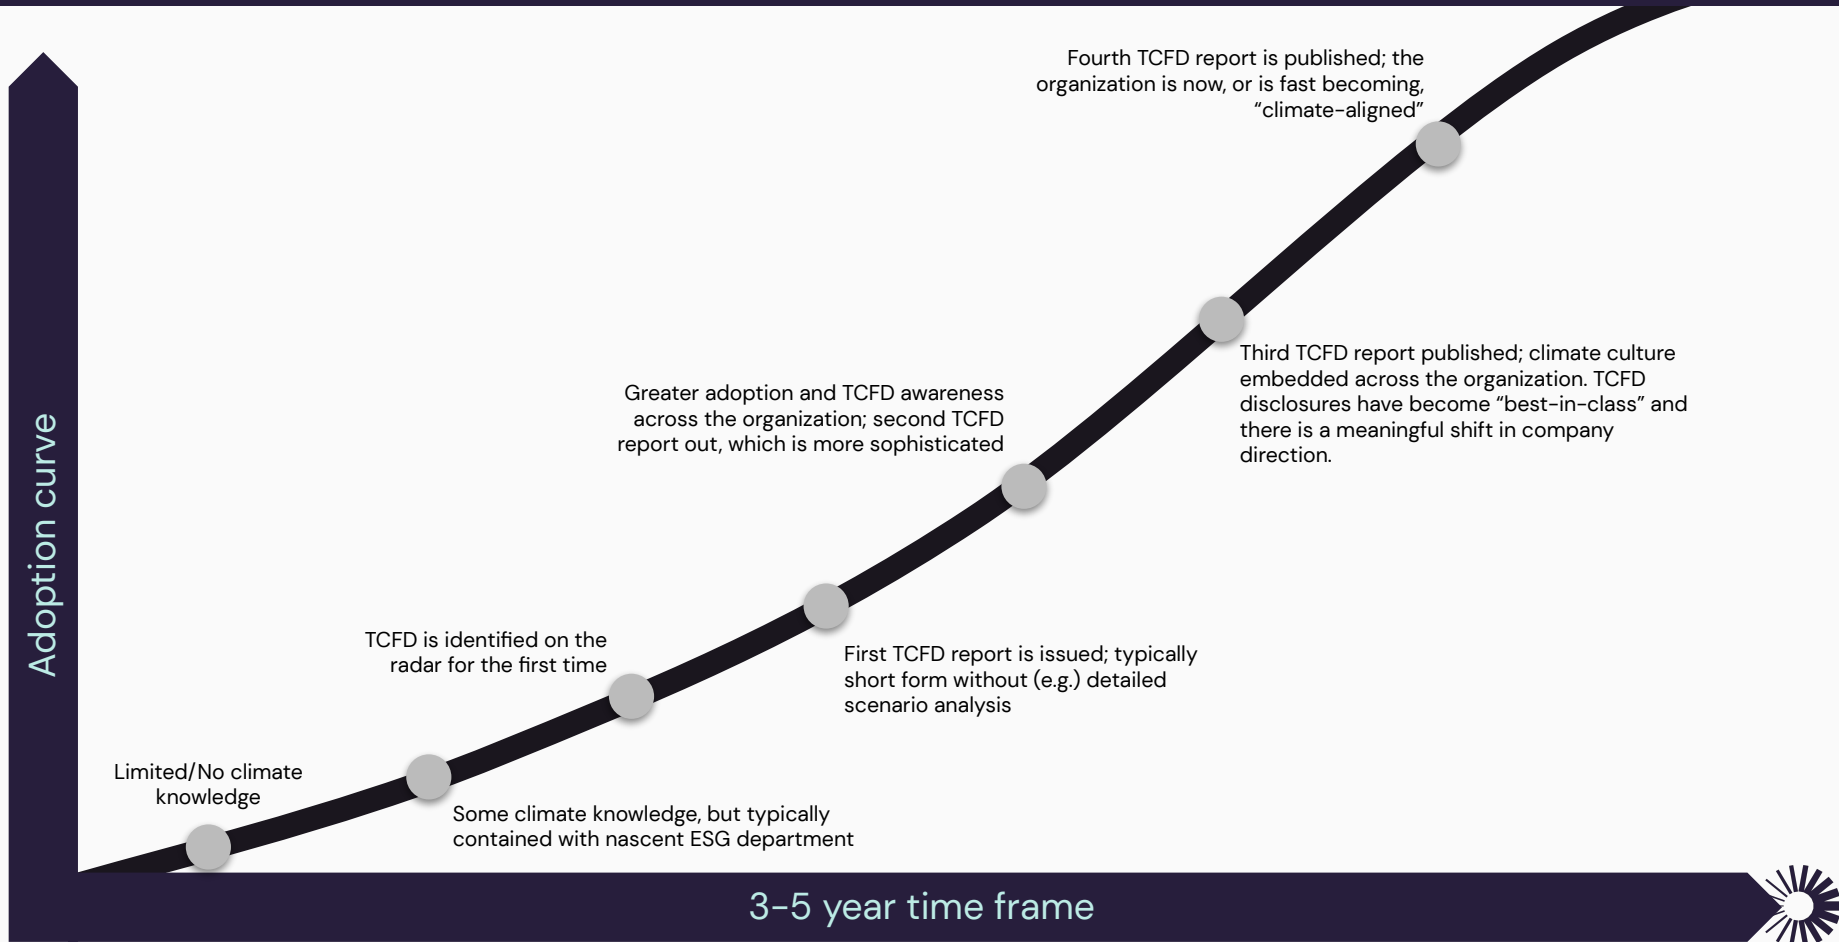 Fourth TCFD report is published; the
organization is now, or is fast becoming,
“climate-aligned”
Third TCFD report published; climate culture
embedded across the organization. TCFD
disclosures have become “best-in-class” and
there is a meaningful shift in company
direction.
Greater adoption and TCFD awareness
across the organization; second TCFD
report out, which is more sophisticated
First TCFD report is issued; typically
short form without (e.g.) detailed
scenario analysis
TCFD is identified on the
radar for the first time
Some climate knowledge, but typically
contained with nascent ESG department
Limited/No climate
knowledge
Adoption curve
3-5 year time frame